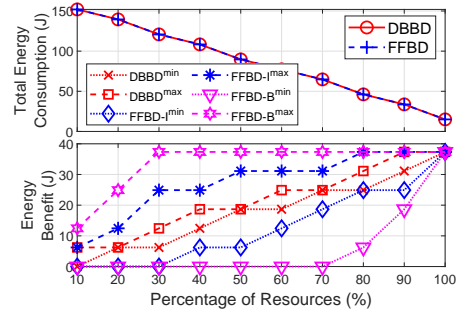 150
100
50
0
Total Energy
Consumption (J)
DBBD
FFBD
DBBD^min
DBBD^max
FFBD-I^min
FFBD-I^max
FFBD-B^min
FFBD-B^max
40
30
20
10
0
Energy
Benefit (J)
10 20 30 40 50 60 70 80 90 100
Percentage of Resources (%)